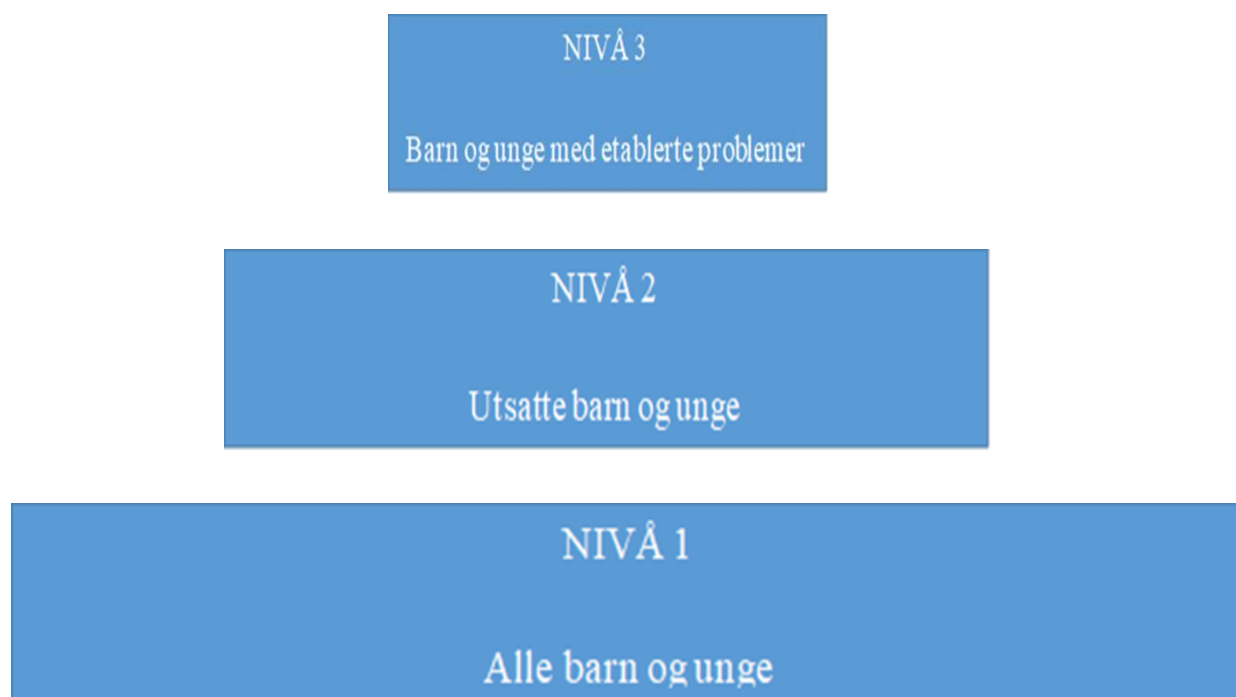 NIVÅ 3
Barn og unge med etablerte problemer
NIVÅ 2
Utsatte barn og unge
NIVÅ 1
Alle barn og unge